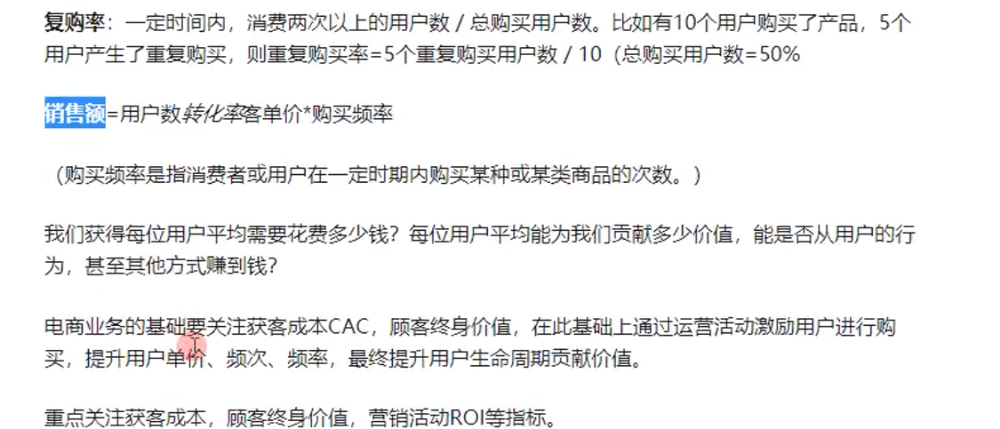 复购率：一定时间内，消费两次以上的用户数 / 总购买用户数。比如有10个用户购买了产品，5个
用户产生了重复购买，则重复购买率=5个重复购买用户数 / 10（总购买用户数=50%
销售额=用户数转化率客单价*购买频率
（购买频率是指消费者或用户在一定时期内购买某种或某类商品的次数。）
我们获得每位用户平均需要花费多少钱？每位用户平均能为我们贡献多少价值，能是否从用户的行
为，甚至其他方式赚到钱？
电商业务的基础要关注获客成本CAC，顾客终身价值，在此基础上通过运营活动激励用户进行购
买，提升用户单价、频次、频率，最终提升用户生命周期贡献价值。
重点关注获客成本，顾客终身价值，营销活动ROI等指标。